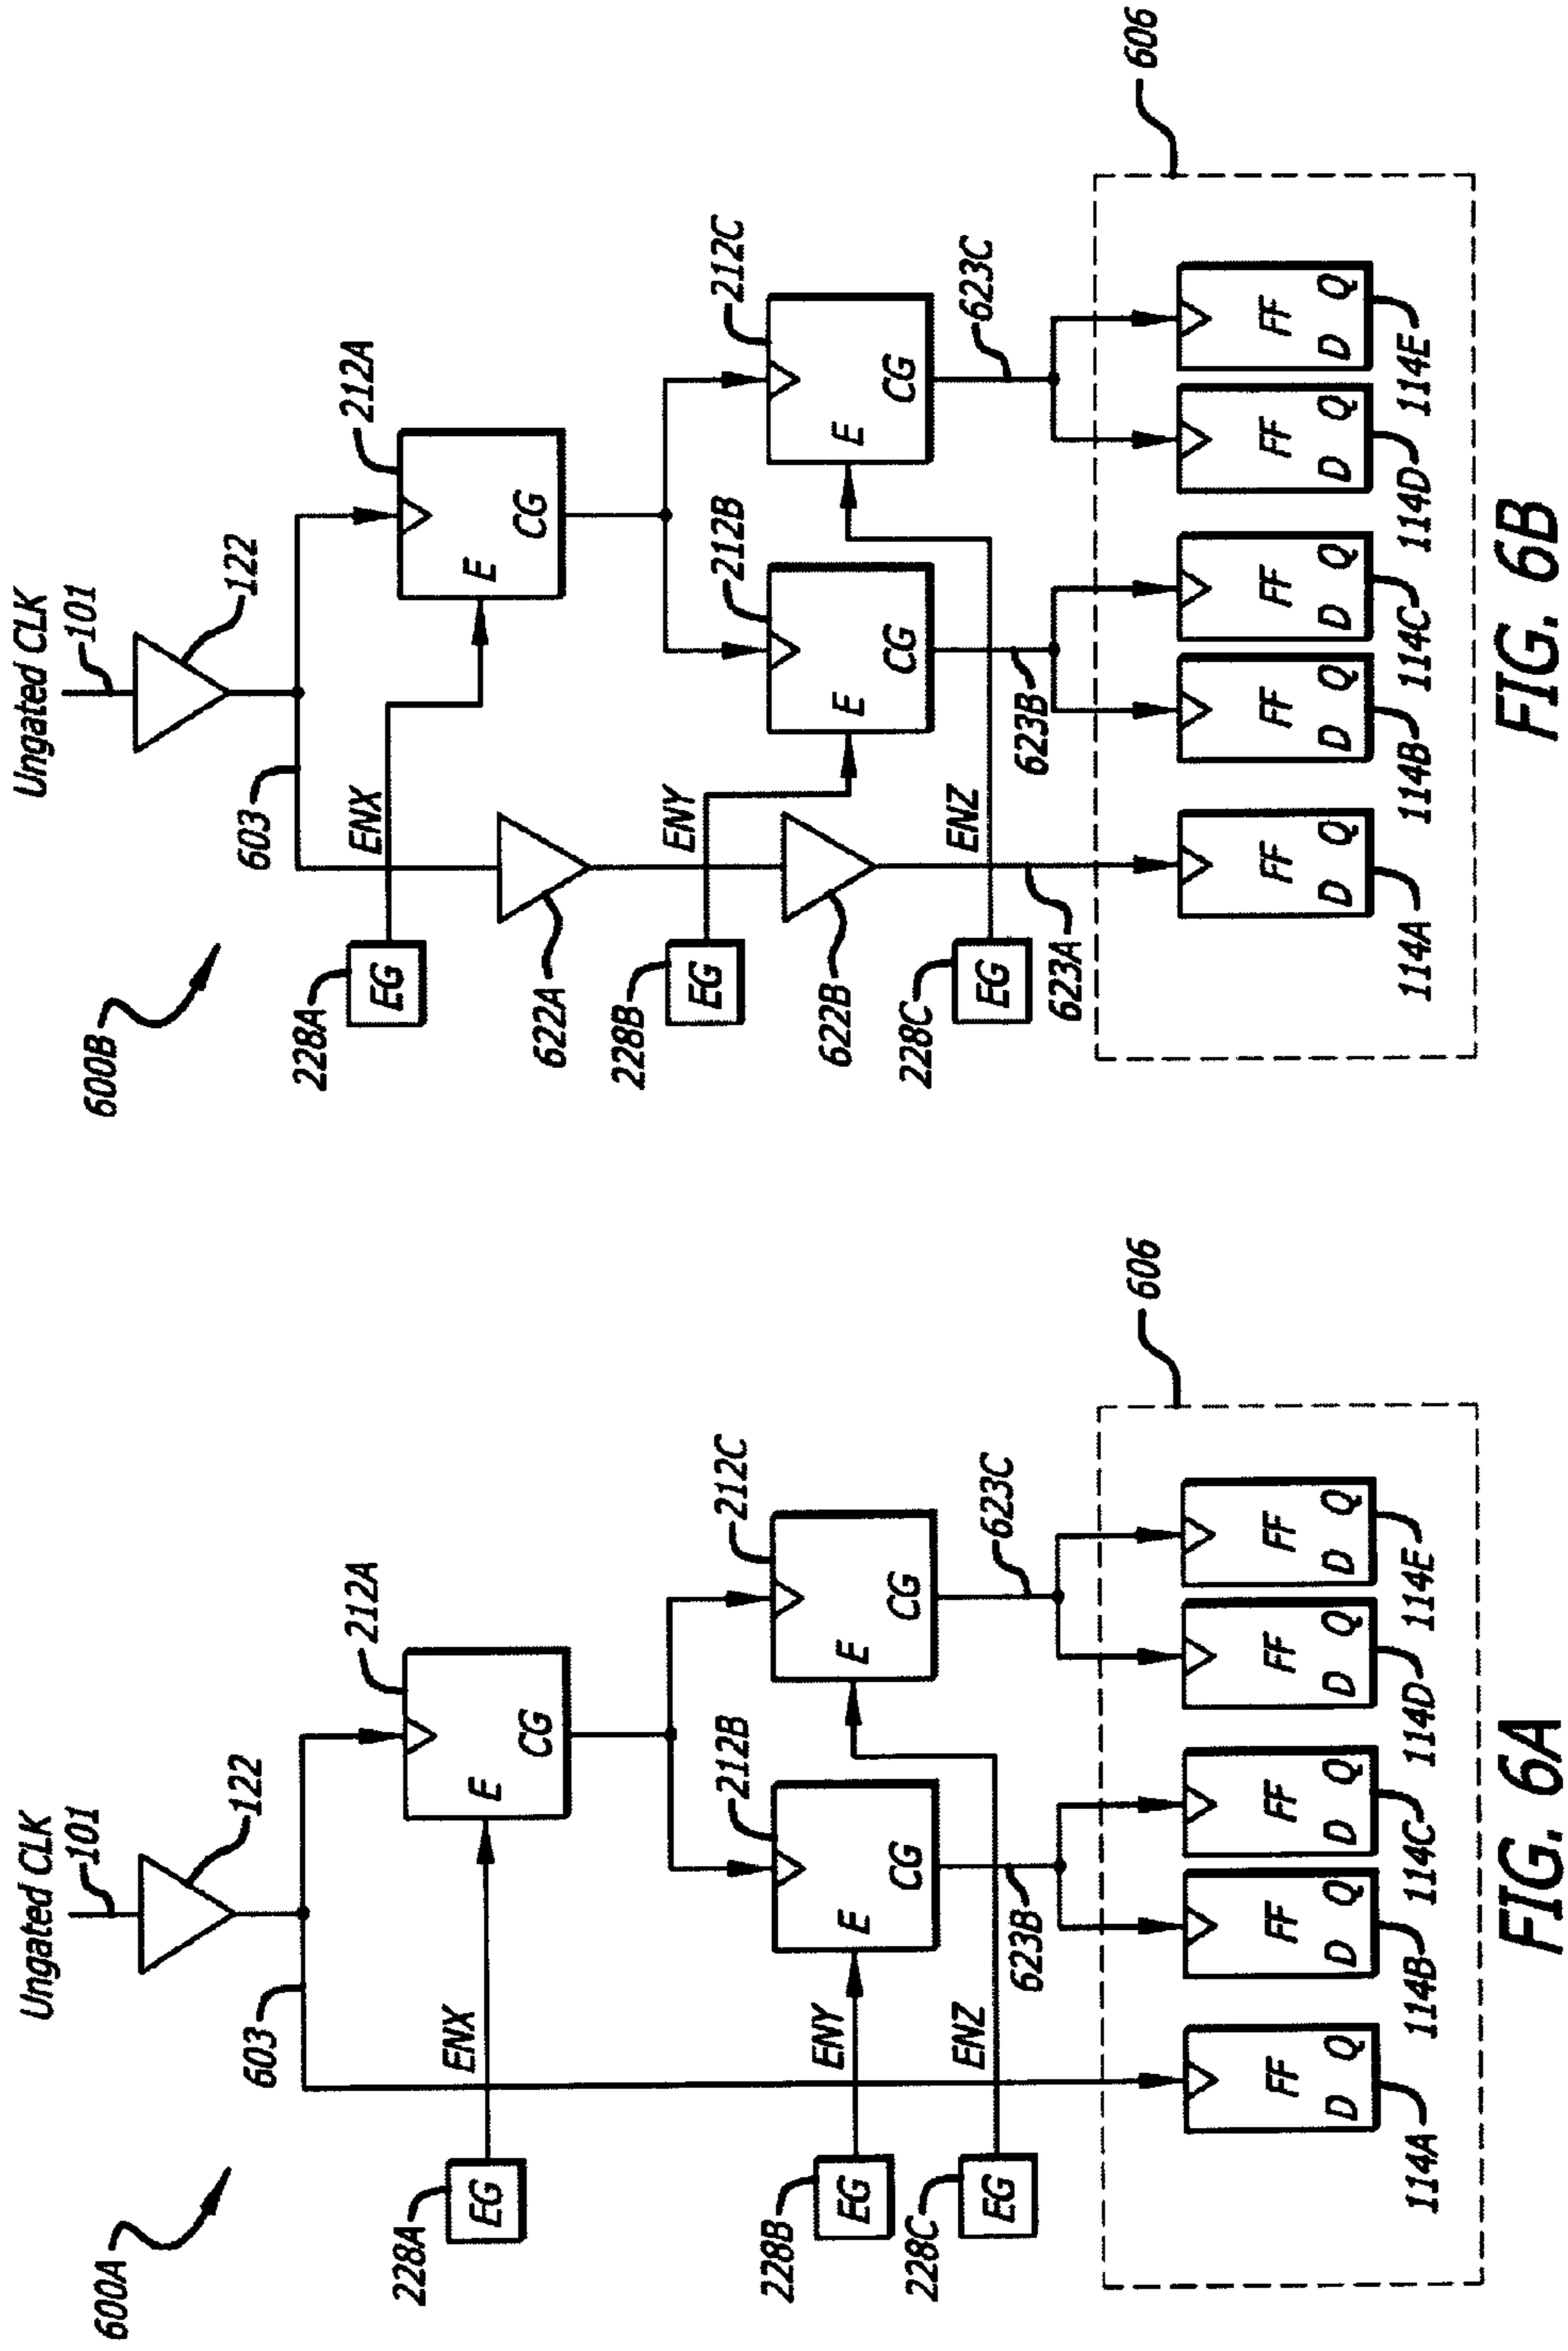 600A
Ungated CLK
101
122
603
212A
E
CG
228A
EG
ENX
212B
E
CG
212C
E
CG
228B
EG
ENY
228C
EG
ENZ
623B
623C
606
FF
D Q
FF
D Q
FF
D Q
FF
D Q
FF
D Q
114A
114B
114C
114D
114E
FIG. 6A
600B
Ungated CLK
101
122
603
212A
E
CG
228A
EG
ENX
622A
212B
E
CG
212C
E
CG
228B
EG
ENY
622B
228C
EG
ENZ
623A
623B
623C
606
FF
D Q
FF
D Q
FF
D Q
FF
D Q
FF
D Q
114A
114B
114C
114D
114E
FIG. 6B